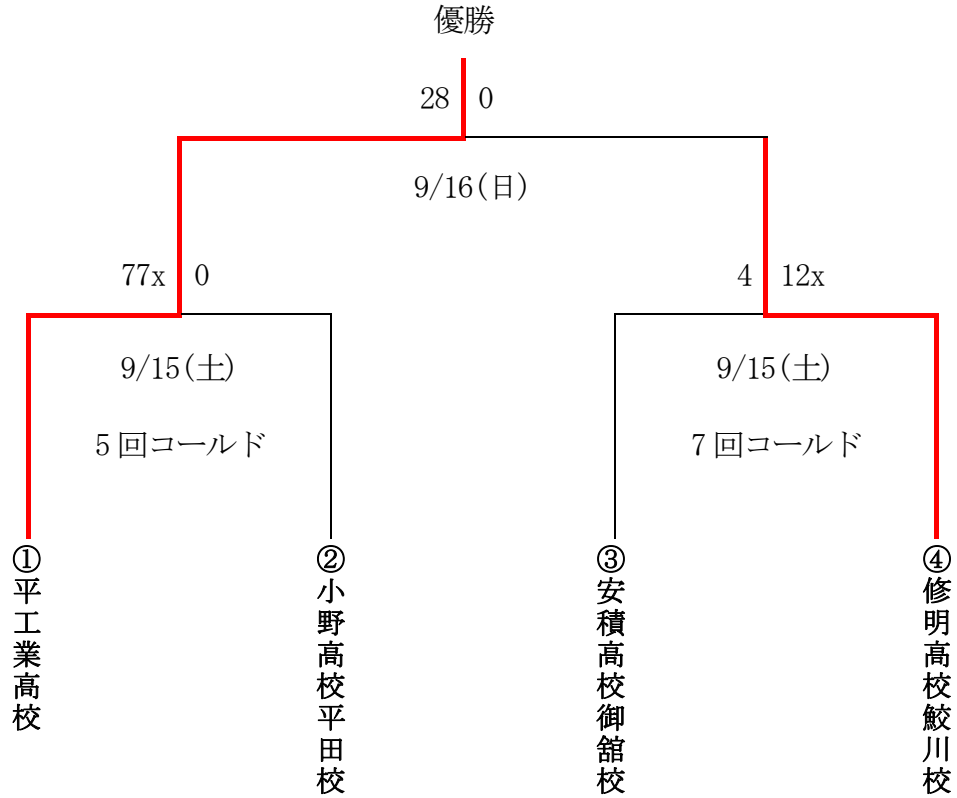 優勝
28 0
9/16(日)
77x 0
4 12x
9/15(土)
9/15(土)
5回コールド
7回コールド
①平工業高校
②小野高校平田校
③安積高校御舘校
④修明高校鮫川校